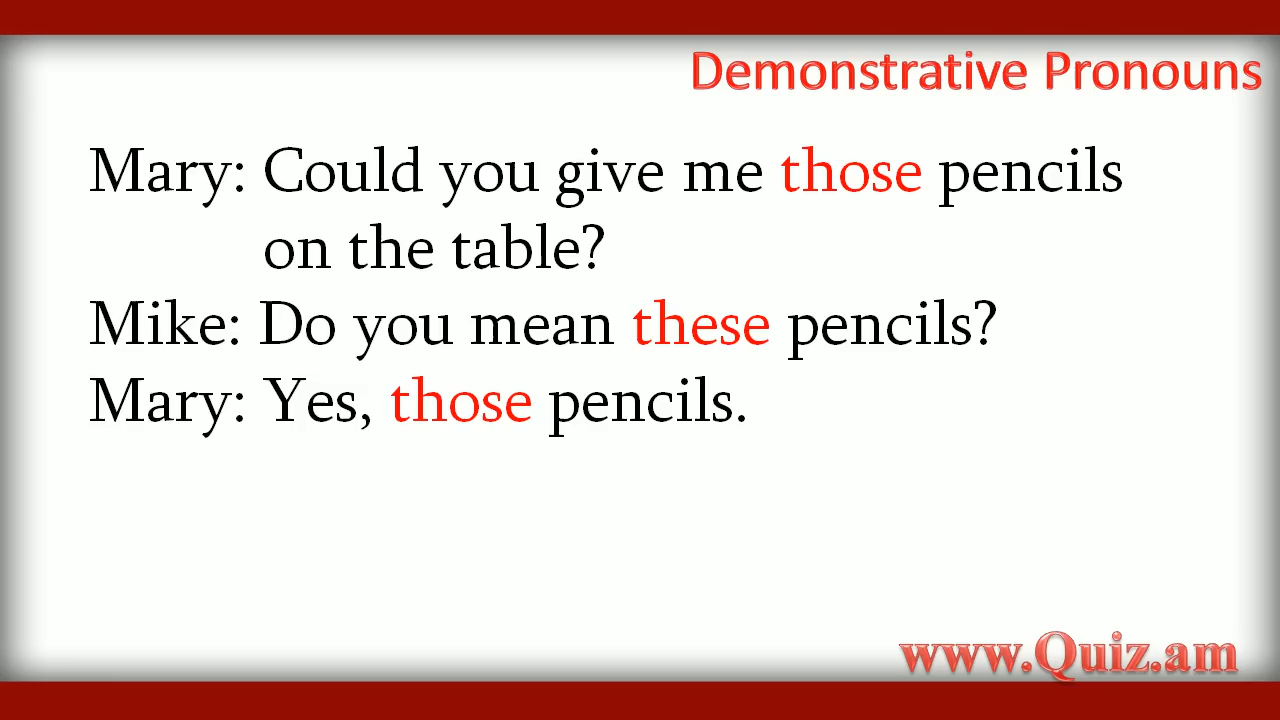 Demonstrative Pronouns
Mary: Could you give me those pencils
on the table?
Mike: Do you mean these pencils?
Mary: Yes, those pencils.
www.Quiz.am